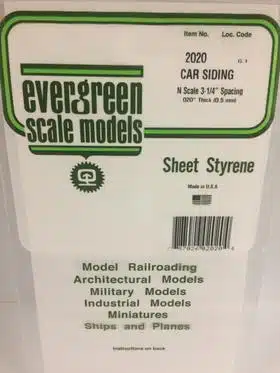 Item No. Loc. Code
2020
CAR SIDING
N Scale 3-1/4" Spacing
.020" Thick (0.5 mm)
evergreen
scale models
Sheet Styrene
Made in U.S.A
Model Railroading
Architectural Models
Military Models
Industrial Models
Miniatures
Ships and Planes
Instructions on back